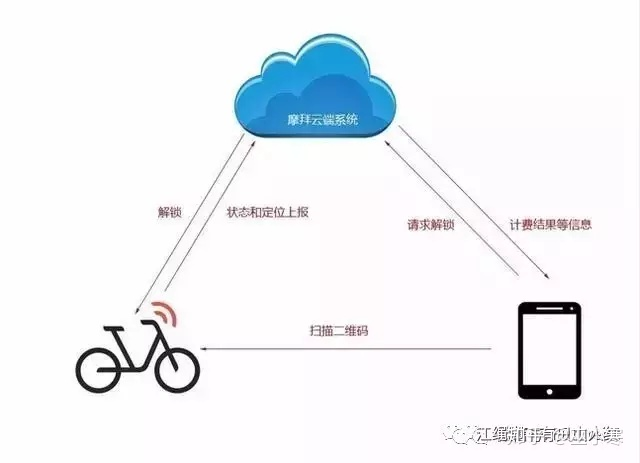 摩拜云端系统
解锁
状态和定位上报
请求解锁
计费结果等信息
扫描二维码